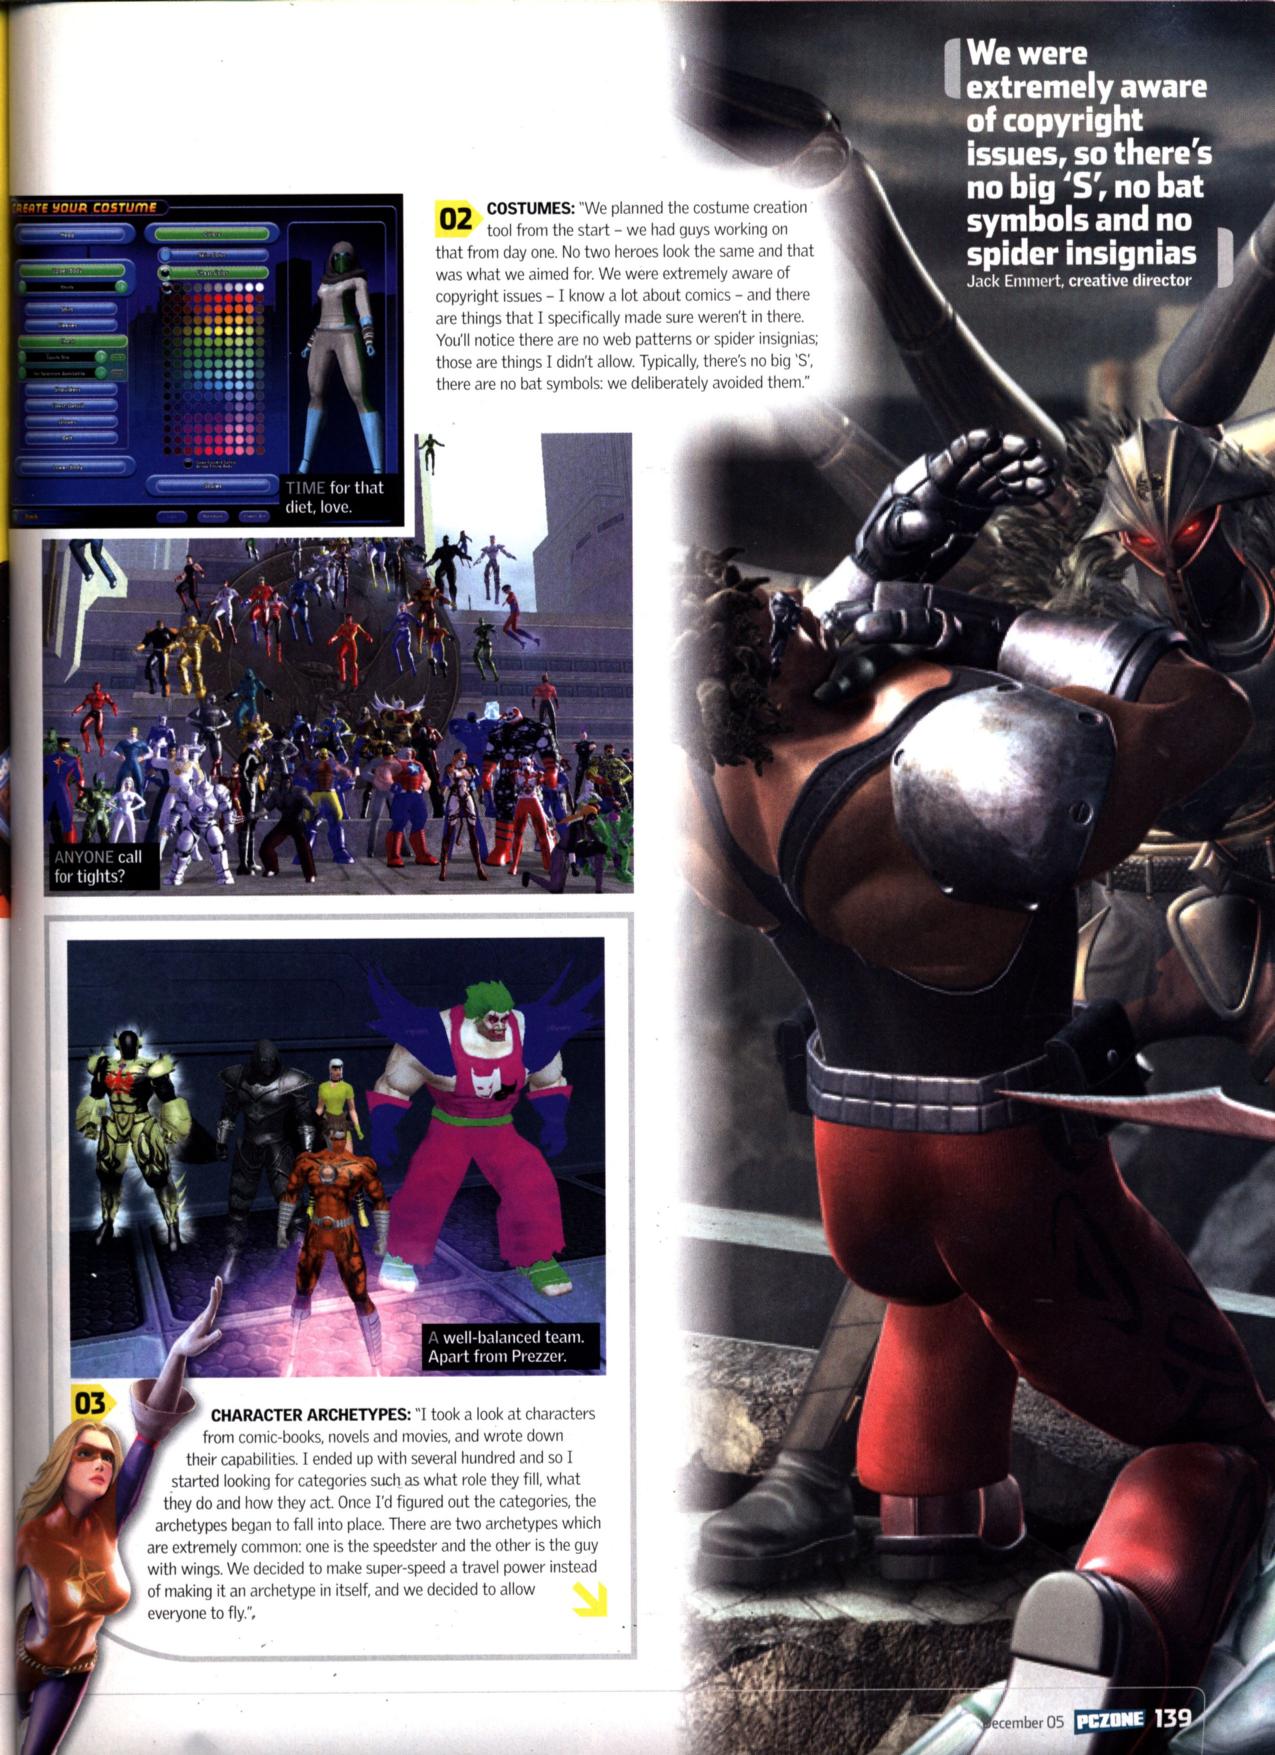 We were
extremely aware
of copyright
issues, so there's
no big 'S', no bat
symbols and no
spider insignias
Jack Emmert, creative director
CREATE YOUR COSTUME
TIME for that
diet, love.
02 COSTUMES: "We planned the costume creation
tool from the start – we had guys working on
that from day one. No two heroes look the same and that
was what we aimed for. We were extremely aware of
copyright issues – I know a lot about comics – and there
are things that I specifically made sure weren't in there.
You'll notice there are no web patterns or spider insignias;
those are things I didn't allow. Typically, there's no big 'S',
there are no bat symbols: we deliberately avoided them."
ANYONE call
for tights?
A well-balanced team.
Apart from Prezzer.
03
CHARACTER ARCHETYPES: "I took a look at characters
from comic-books, novels and movies, and wrote down
their capabilities. I ended up with several hundred and so I
started looking for categories such as what role they fill, what
they do and how they act. Once I'd figured out the categories, the
archetypes began to fall into place. There are two archetypes which
are extremely common: one is the speedster and the other is the guy
with wings. We decided to make super-speed a travel power instead
of making it an archetype in itself, and we decided to allow
everyone to fly.",
December 05 PCZONE 139